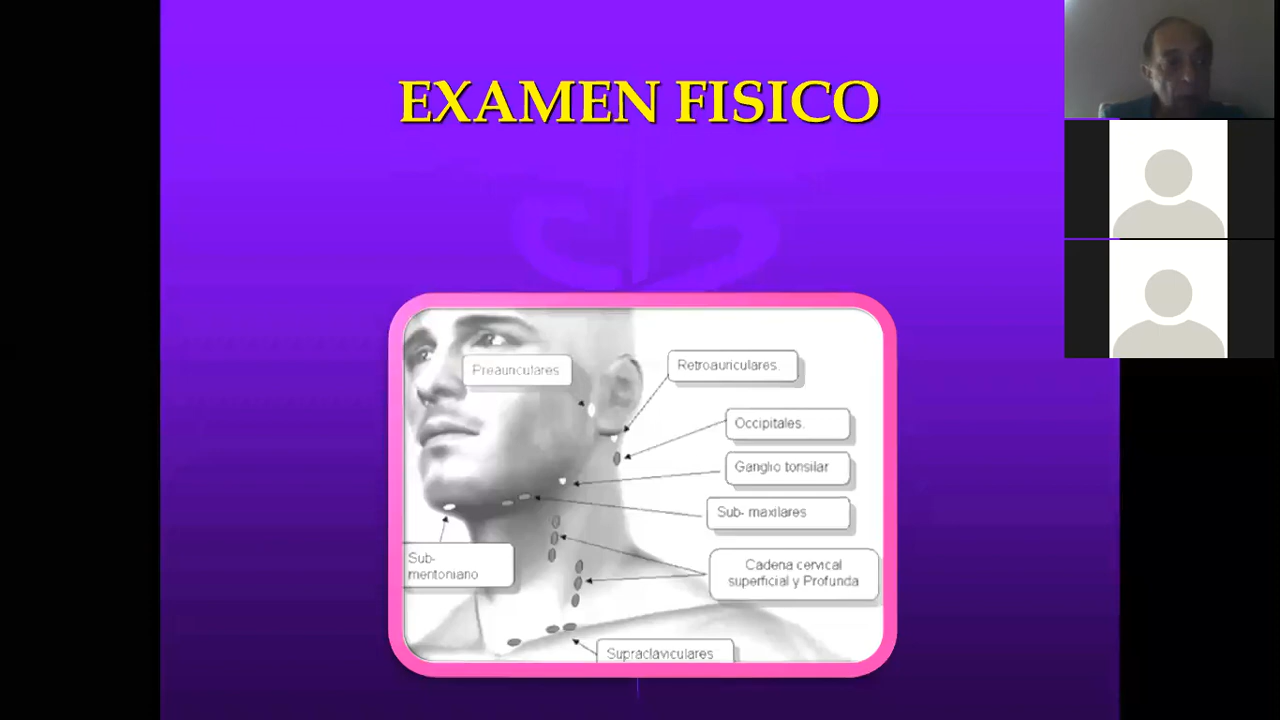 EXAMEN FISICO
Preauriculares
Retroauriculares.
Occipitales.
Ganglio tonsilar
Sub- maxilares
Sub-
mentoniano
Cadena cervical
superficial y Profunda
Supraclaviculares